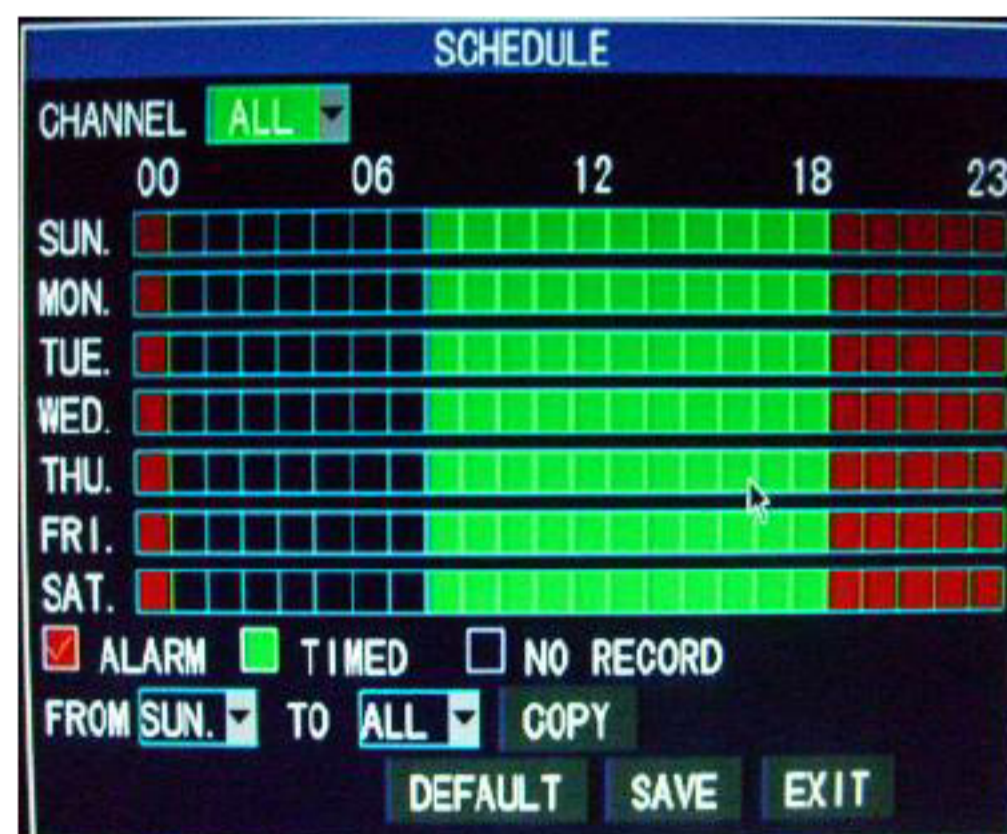 SCHEDULE
CHANNEL ALL
00 06 12 18 23
SUN.
MON.
TUE.
WED.
THU.
FRI.
SAT.
ALARM TIMED NO RECORD
FROM SUN. TO ALL COPY
DEFAULT SAVE EXIT